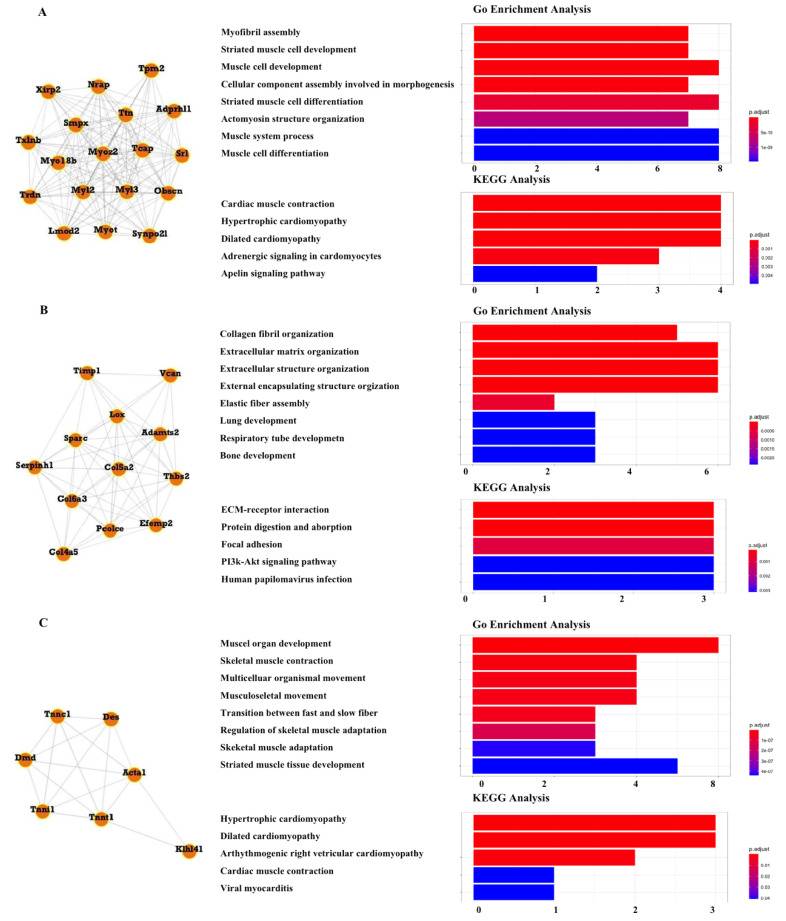 A
Go Enrichment Analysis
Myofibril assembly
Striated muscle cell development
Muscle cell development
Cellular component assembly involved in morphogenesis
Striated muscle cell differentiation
Actomyosin structure organization
Muscle system process
Muscle cell differentiation
0 2 4 6 8
p.adjust
5e-10
1e-09
Tpm2
Nrap
Xirp2
Adprhl1
Ttn
Smpx
Txlnb
Myoz2
Tcap
Srl
Myo18b
Trdn
Myl2
Myl3
Obscn
Lmod2
Myot
Synpo2l
KEGG Analysis
Cardiac muscle contraction
Hypertrophic cardiomyopathy
Dilated cardiomyopathy
Adrenergic signaling in cardomyocytes
Apelin signaling pathway
0 1 2 3 4
p.adjust
0.001
0.002
0.003
0.004
B
Go Enrichment Analysis
Collagen fibril organization
Extracellular matrix organization
Extracellular structure organization
External encapsulating structure orgization
Elastic fiber assembly
Lung development
Respiratory tube developmetn
Bone development
0 2 4 6
p.adjust
0.0005
0.0010
0.0015
0.0020
Timp1
Vcan
Lox
Adamts2
Sparc
Serpinh1
Col5a2
Thbs2
Col6a3
Pcolce
Efemp2
Col4a5
KEGG Analysis
ECM-receptor interaction
Protein digestion and aborption
Focal adhesion
PI3k-Akt signaling pathway
Human papilomavirus infection
0 1 2 3
p.adjust
0.001
0.002
0.003
C
Go Enrichment Analysis
Muscel organ development
Skeletal muscle contraction
Multicelluar organismal movement
Musculoseletal movement
Transition between fast and slow fiber
Regulation of skeletal muscle adaptation
Skeketal muscle adaptation
Striated muscle tissue development
0 2 4 8
p.adjust
1e-07
2e-07
3e-07
4e-07
Tnnc1
Des
Dmd
Acta1
Tnni1
Tnnt1
Klhl41
KEGG Analysis
Hypertrophic cardiomyopathy
Dilated cardiomyopathy
Arthythmogenic right vetricular cardiomyopathy
Cardiac muscle contraction
Viral myocarditis
0 1 2 3
p.adjust
0.01
0.02
0.03
0.04